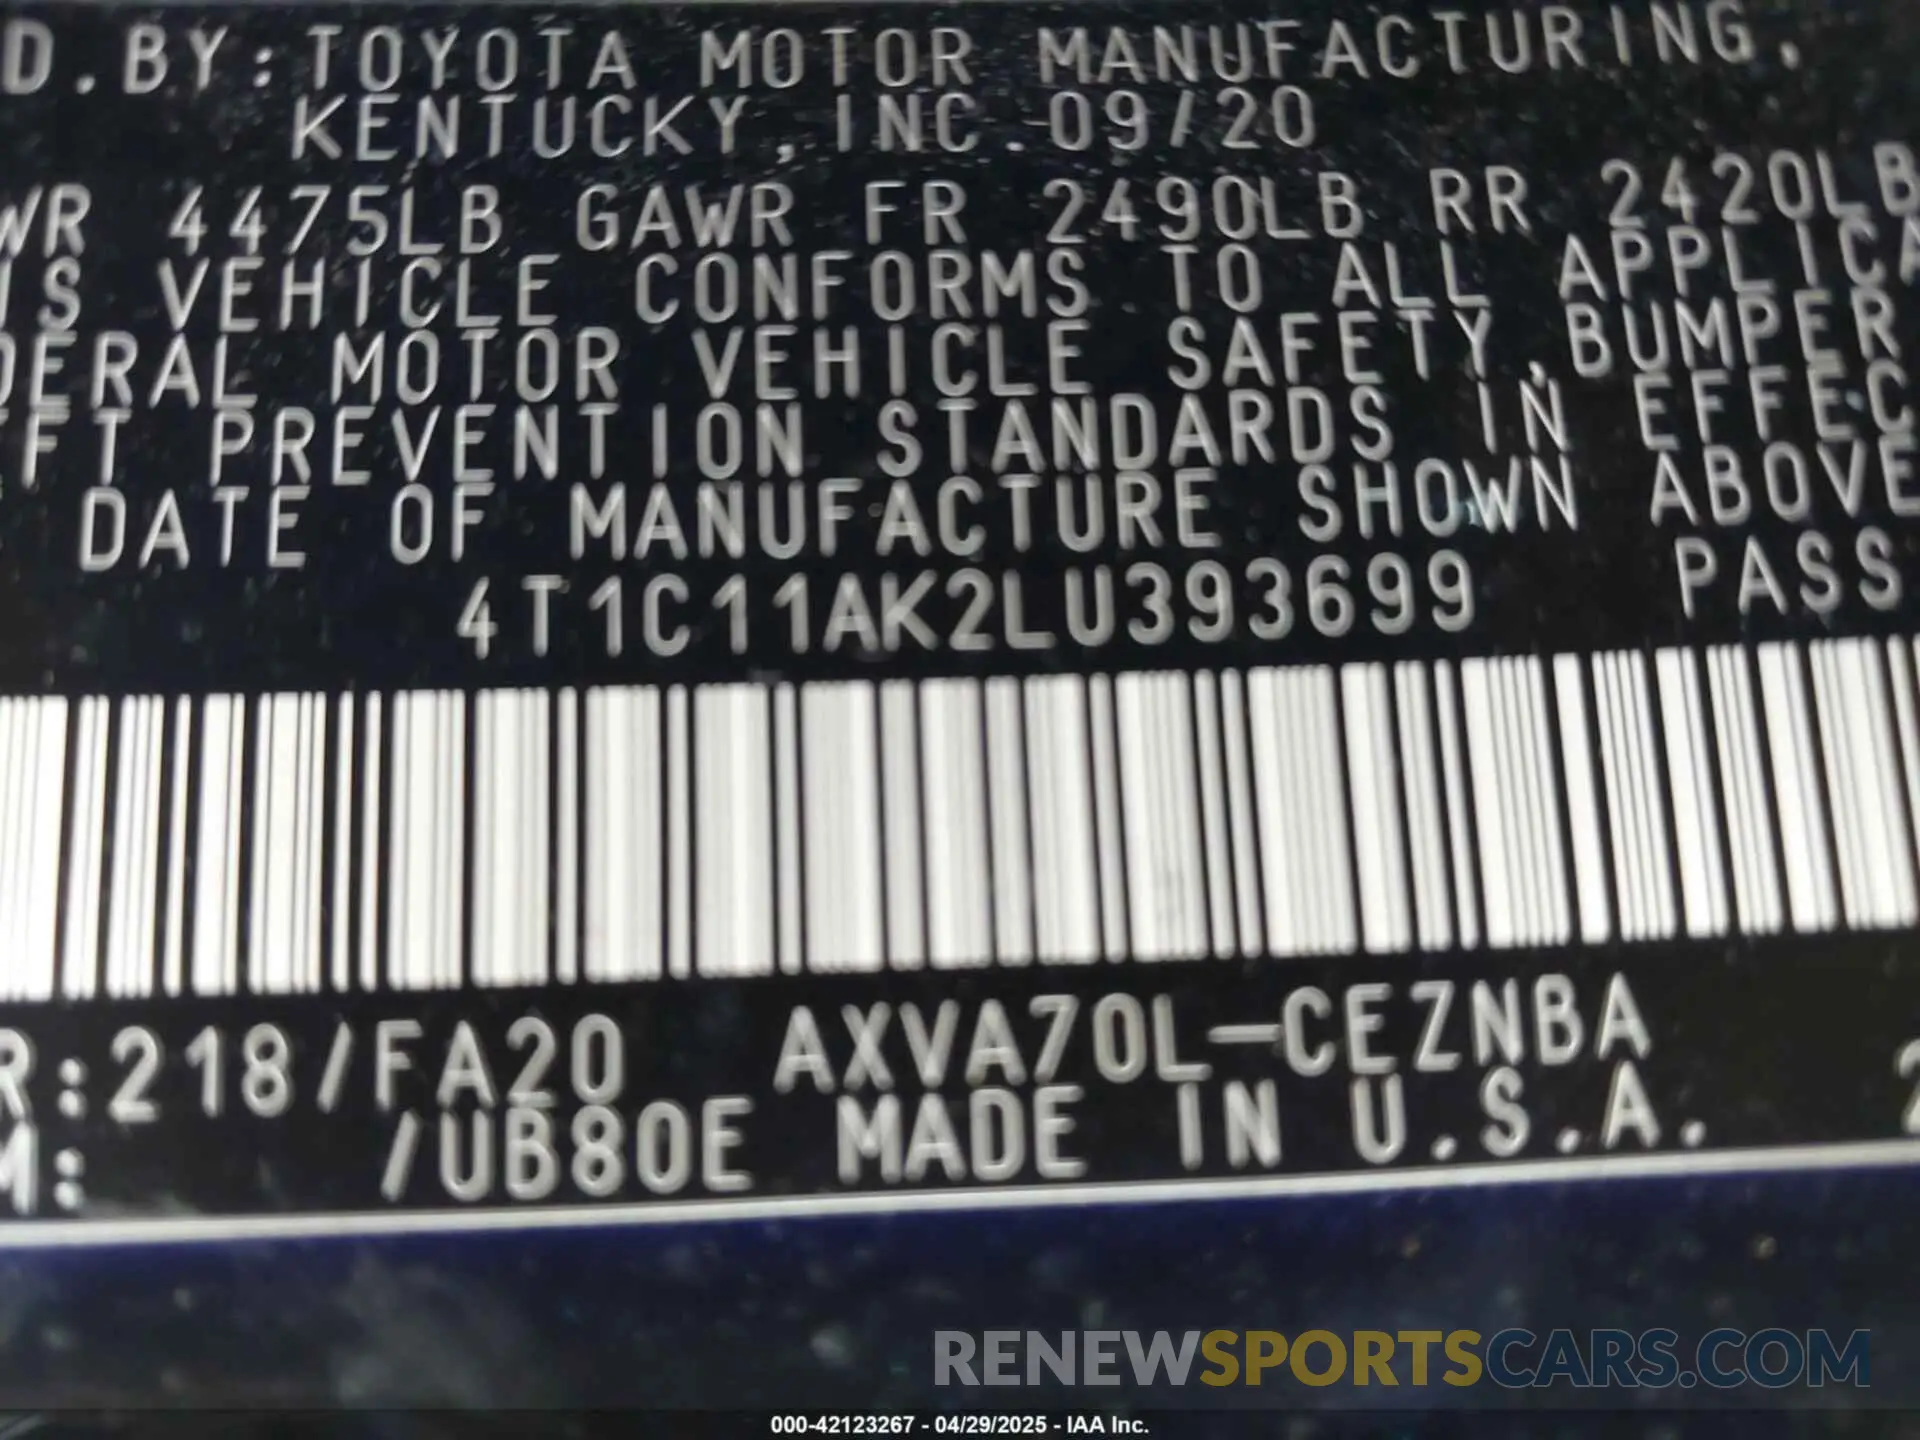 D.BY:TOYOTA MOTOR MANUFACTURING,
KENTUCKY,INC. 09/20
WR 4475LB GAWR FR 2490LB RR 2420LB
IS VEHICLE CONFORMS TO ALL APPLICA
DERAL MOTOR VEHICLE SAFETY,BUMPER
EFT PREVENTION STANDARDS IN EFFEC
DATE OF MANUFACTURE SHOWN ABOVE
4T1C11AK2LU393699 PASS
R:218/FA20 AXVA70L-CEZNBA
M: /UB80E MADE IN U.S.A.
RENEWSPORTSCARS.COM
000-42123267 - 04/29/2025 - IAA Inc.